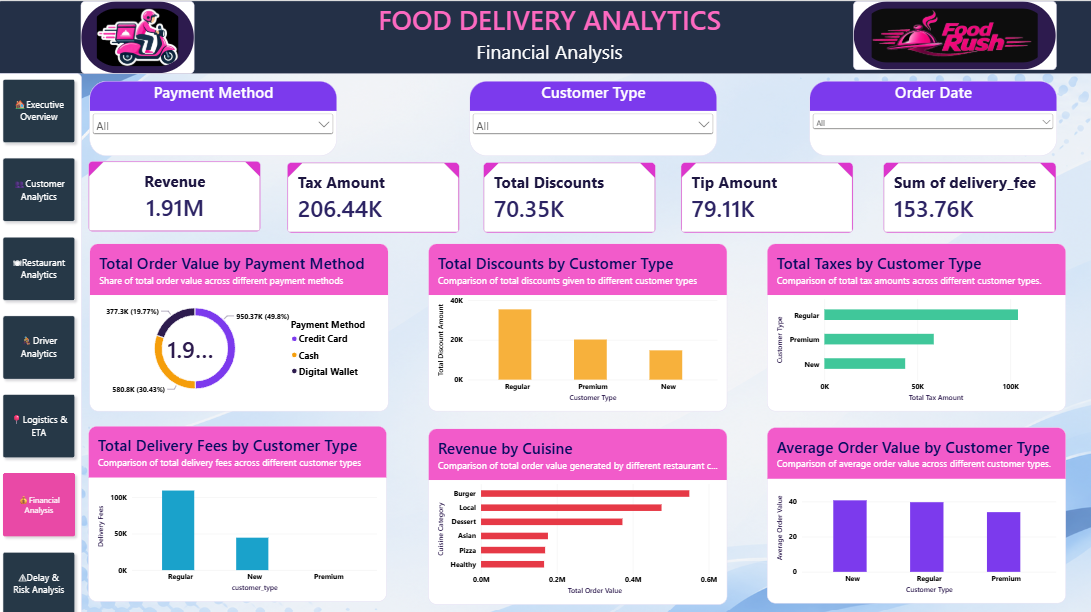 FOOD DELIVERY ANALYTICS
Financial Analysis
Food
Rush
Executive
Overview
Customer
Analytics
Restaurant
Analytics
Driver
Analytics
Logistics &
ETA
Financial
Analysis
Delay &
Risk Analysis
Payment Method
All
Customer Type
All
Order Date
All
Revenue
1.91M
Tax Amount
206.44K
Total Discounts
70.35K
Tip Amount
79.11K
Sum of delivery_fee
153.76K
Total Order Value by Payment Method
Share of total order value across different payment methods
377.3K (19.77%)
950.37K (49.8%)
580.8K (30.43%)
1.9...
Payment Method
Credit Card
Cash
Digital Wallet
Total Discounts by Customer Type
Comparison of total discounts given to different customer types
Total Discount Amount
40K
20K
0K
Regular
Premium
New
Customer Type
Total Taxes by Customer Type
Comparison of total tax amounts across different customer types.
Customer Type
Regular
Premium
New
0K
50K
100K
Total Tax Amount
Total Delivery Fees by Customer Type
Comparison of total delivery fees across different customer types
Delivery Fees
100K
50K
0K
Regular
New
Premium
customer_type
Revenue by Cuisine
Comparison of total order value generated by different restaurant c...
Cuisine Category
Burger
Local
Dessert
Asian
Pizza
Healthy
0.0M
0.2M
0.4M
0.6M
Total Order Value
Average Order Value by Customer Type
Comparison of average order value across different customer types.
Average Order Value
40
20
0
New
Regular
Premium
Customer Type